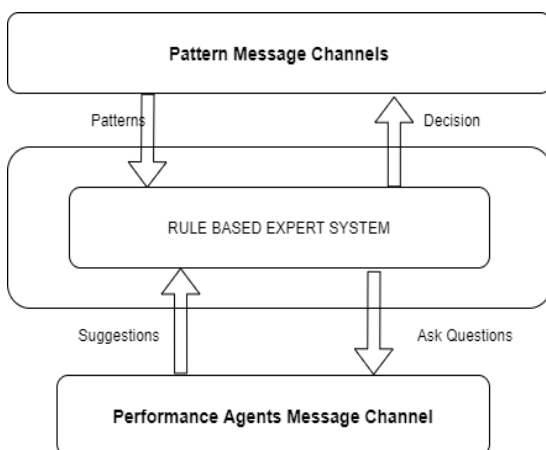 Pattern Message Channels
Patterns
Decision
RULE BASED EXPERT SYSTEM
Suggestions
Ask Questions
Performance Agents Message Channel